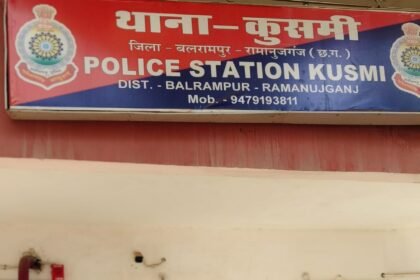 थाना - कुसमी
जिला - बलरामपुर - रामानुजगंज ( छ.ग. )
POLICE STATION KUSMI
DIST. - BALRAMPUR - RAMANUJGANJ
Mob. - 9479193811